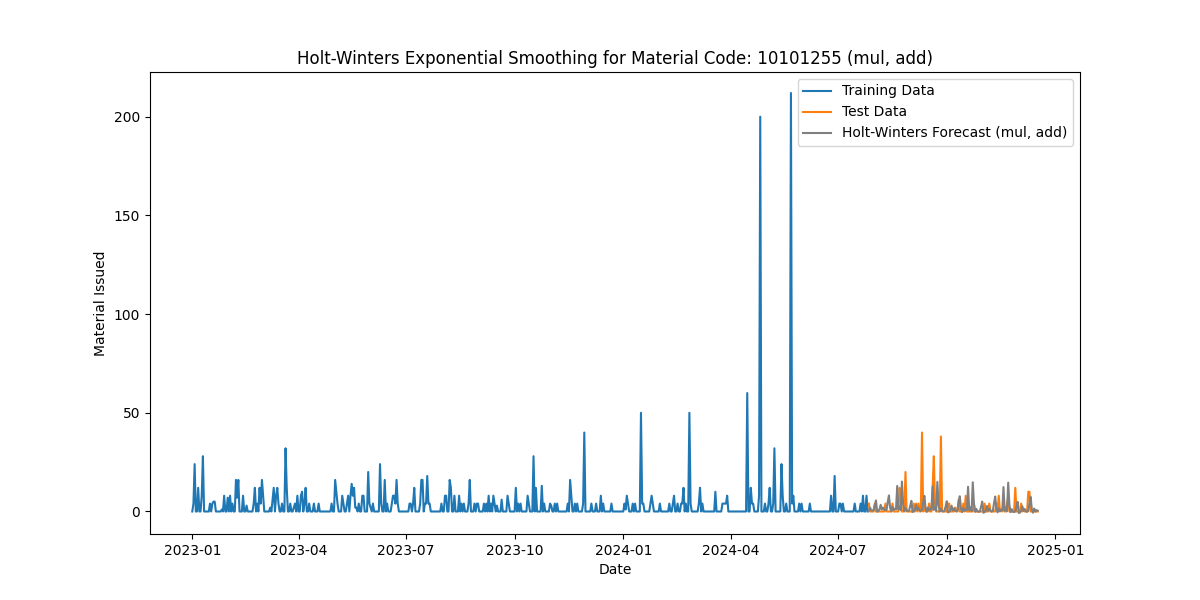 Holt-Winters Exponential Smoothing for Material Code: 10101255 (mul, add)
Training Data
Test Data
Holt-Winters Forecast (mul, add)
200
150
100
50
0
Material Issued
2023-01 2023-04 2023-07 2023-10 2024-01 2024-04 2024-07 2024-10 2025-01
Date